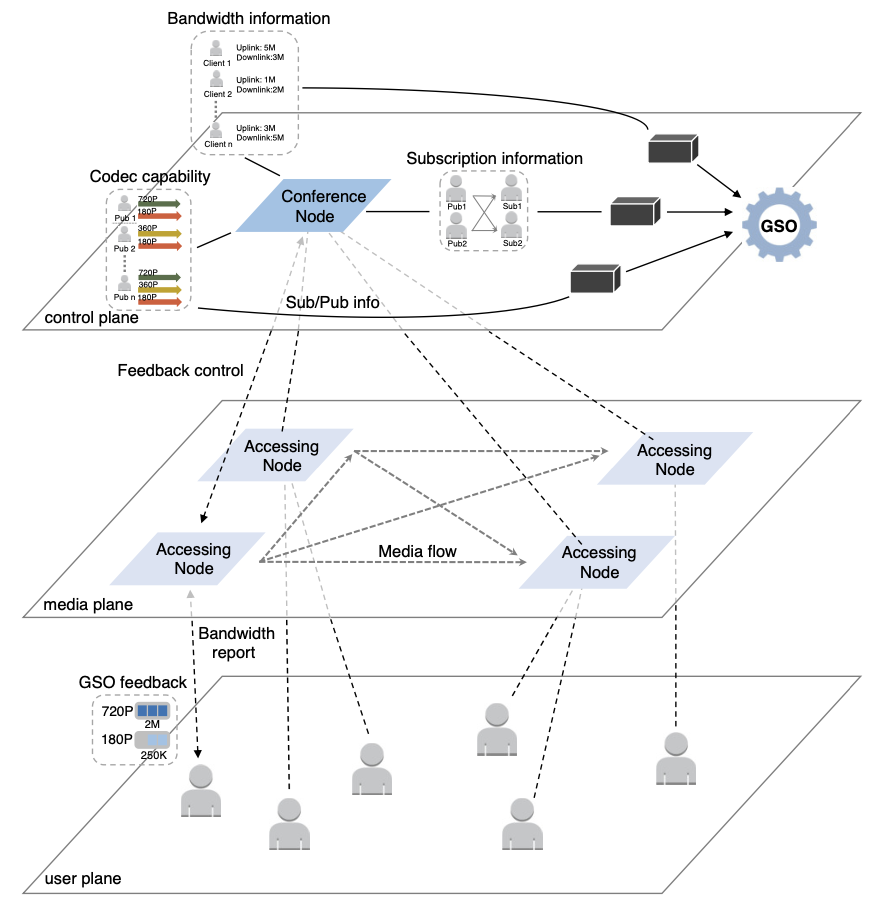 Bandwidth information
Uplink: 5M
Downlink:3M
Client 1
Uplink: 1M
Downlink:2M
Client 2
Uplink: 3M
Downlink:5M
Client n
Codec capability
720P
180P
Pub 1
360P
180P
Pub 2
720P
360P
180P
Pub n
Conference
Node
Subscription information
Pub1
Sub1
Pub2
Sub2
GSO
Sub/Pub info
control plane
Feedback control
Accessing
Node
Accessing
Node
Accessing
Node
Accessing
Node
Media flow
media plane
Bandwidth
report
GSO feedback
720P
2M
180P
250K
user plane